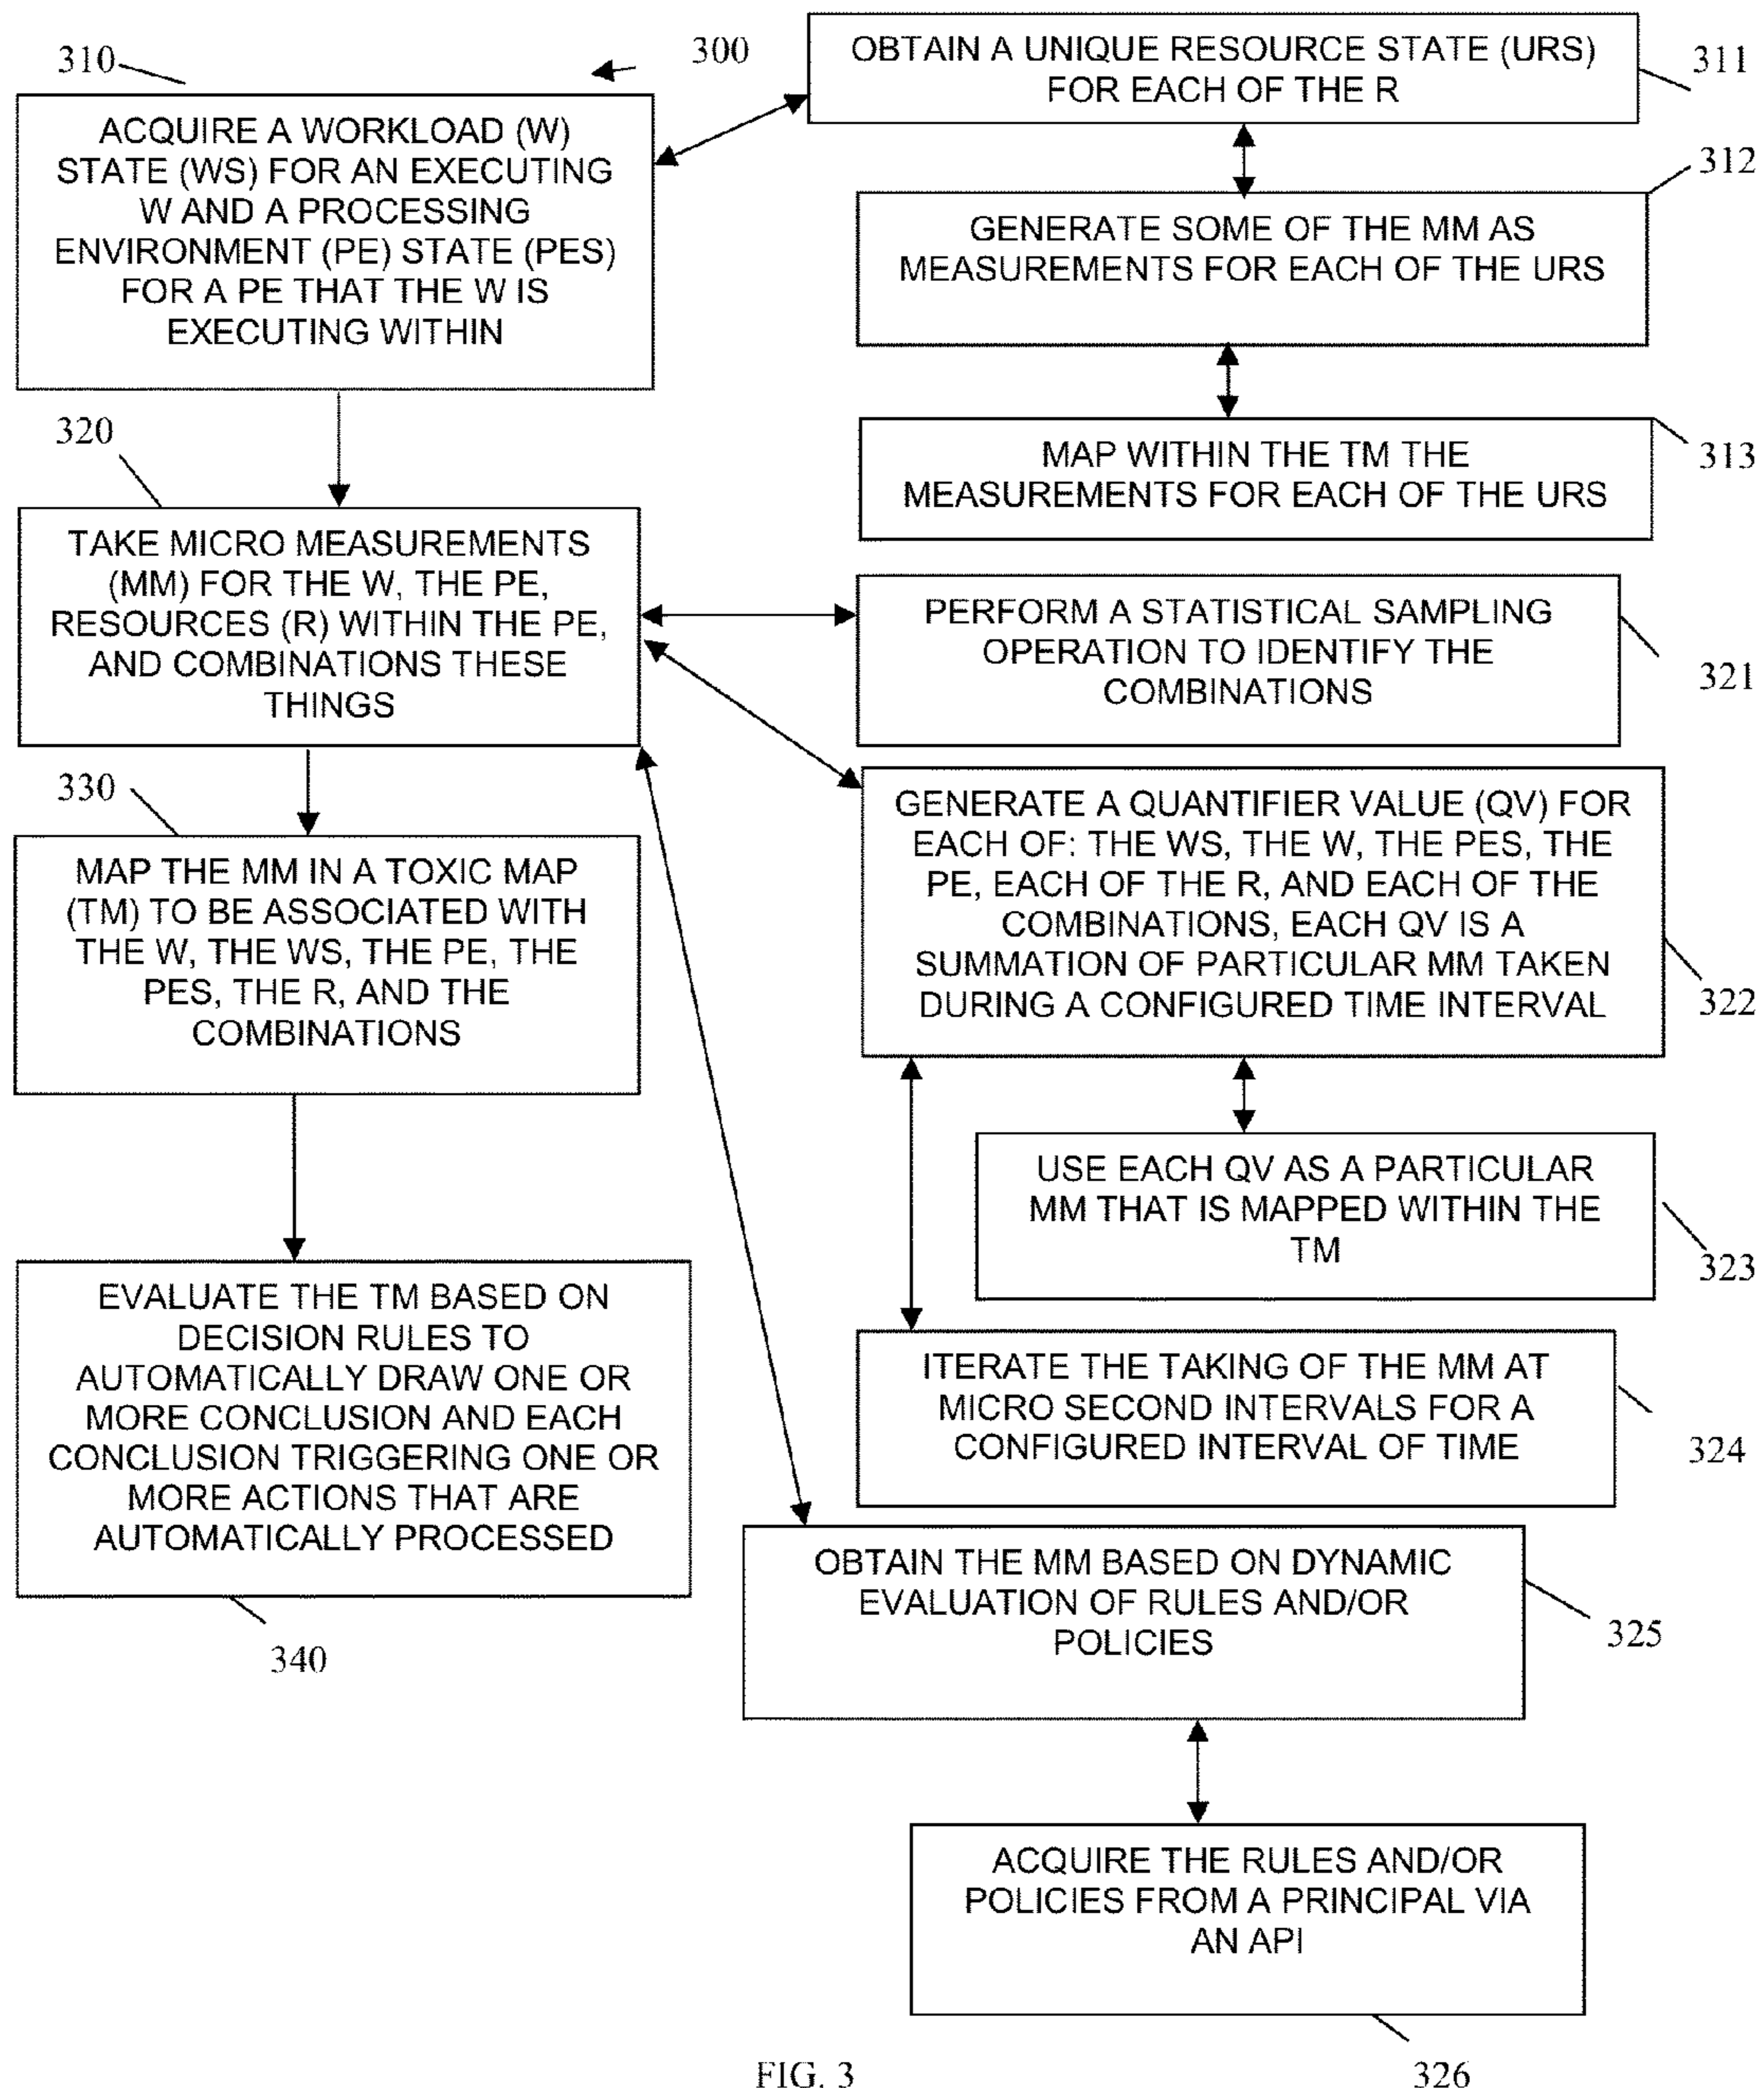 300
310
ACQUIRE A WORKLOAD (W)
STATE (WS) FOR AN EXECUTING
W AND A PROCESSING
ENVIRONMENT (PE) STATE (PES)
FOR A PE THAT THE W IS
EXECUTING WITHIN
311
OBTAIN A UNIQUE RESOURCE STATE (URS)
FOR EACH OF THE R
312
GENERATE SOME OF THE MM AS
MEASUREMENTS FOR EACH OF THE URS
313
MAP WITHIN THE TM THE
MEASUREMENTS FOR EACH OF THE URS
320
TAKE MICRO MEASUREMENTS
(MM) FOR THE W, THE PE,
RESOURCES (R) WITHIN THE PE,
AND COMBINATIONS THESE
THINGS
321
PERFORM A STATISTICAL SAMPLING
OPERATION TO IDENTIFY THE
COMBINATIONS
322
GENERATE A QUANTIFIER VALUE (QV) FOR
EACH OF: THE WS, THE W, THE PES, THE
PE, EACH OF THE R, AND EACH OF THE
COMBINATIONS, EACH QV IS A
SUMMATION OF PARTICULAR MM TAKEN
DURING A CONFIGURED TIME INTERVAL
323
USE EACH QV AS A PARTICULAR
MM THAT IS MAPPED WITHIN THE
TM
324
ITERATE THE TAKING OF THE MM AT
MICRO SECOND INTERVALS FOR A
CONFIGURED INTERVAL OF TIME
325
OBTAIN THE MM BASED ON DYNAMIC
EVALUATION OF RULES AND/OR
POLICIES
326
ACQUIRE THE RULES AND/OR
POLICIES FROM A PRINCIPAL VIA
AN API
330
MAP THE MM IN A TOXIC MAP
(TM) TO BE ASSOCIATED WITH
THE W, THE WS, THE PE, THE
PES, THE R, AND THE
COMBINATIONS
340
EVALUATE THE TM BASED ON
DECISION RULES TO
AUTOMATICALLY DRAW ONE OR
MORE CONCLUSION AND EACH
CONCLUSION TRIGGERING ONE OR
MORE ACTIONS THAT ARE
AUTOMATICALLY PROCESSED
FIG. 3